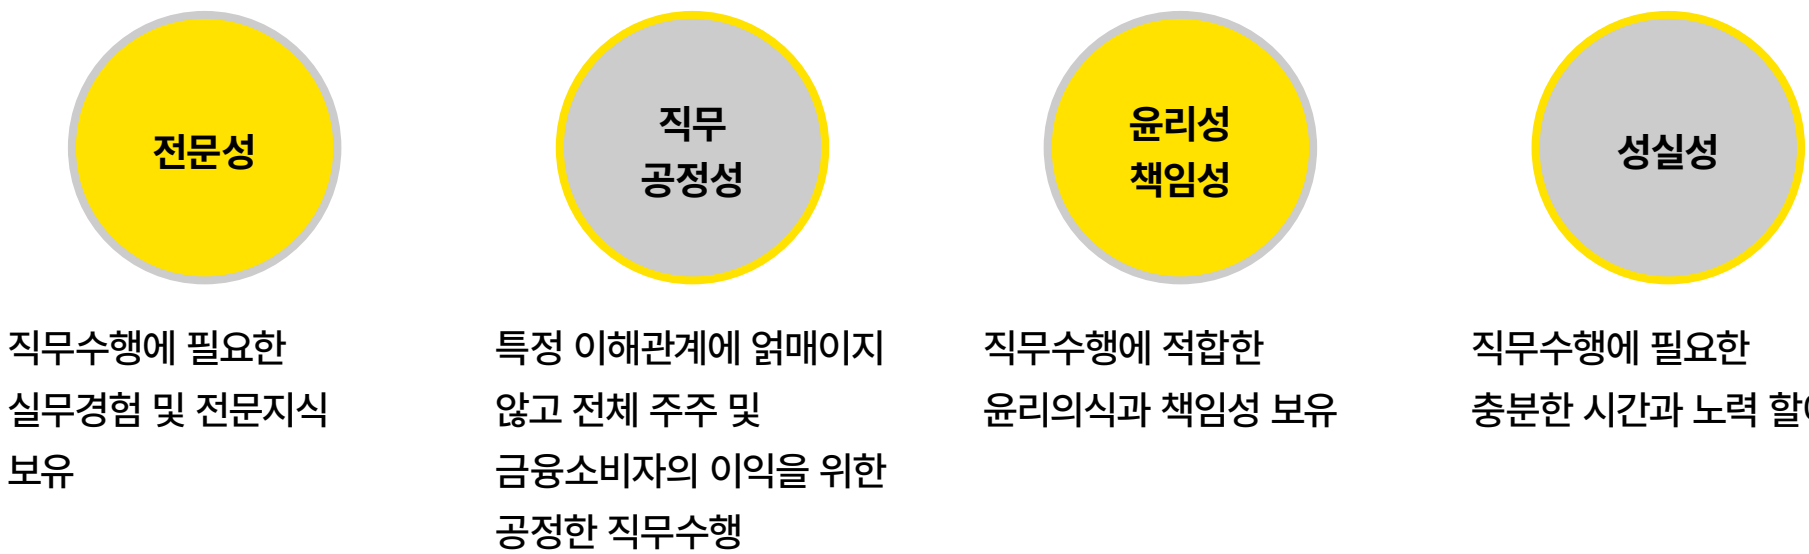 전문성
직무수행에 필요한
실무경험 및 전문지식
보유
직무
공정성
특정 이해관계에 얽매이지
않고 전체 주주 및
금융소비자의 이익을 위한
공정한 직무수행
윤리성
책임성
직무수행에 적합한
윤리의식과 책임성 보유
성실성
직무수행에 필요한
충분한 시간과 노력